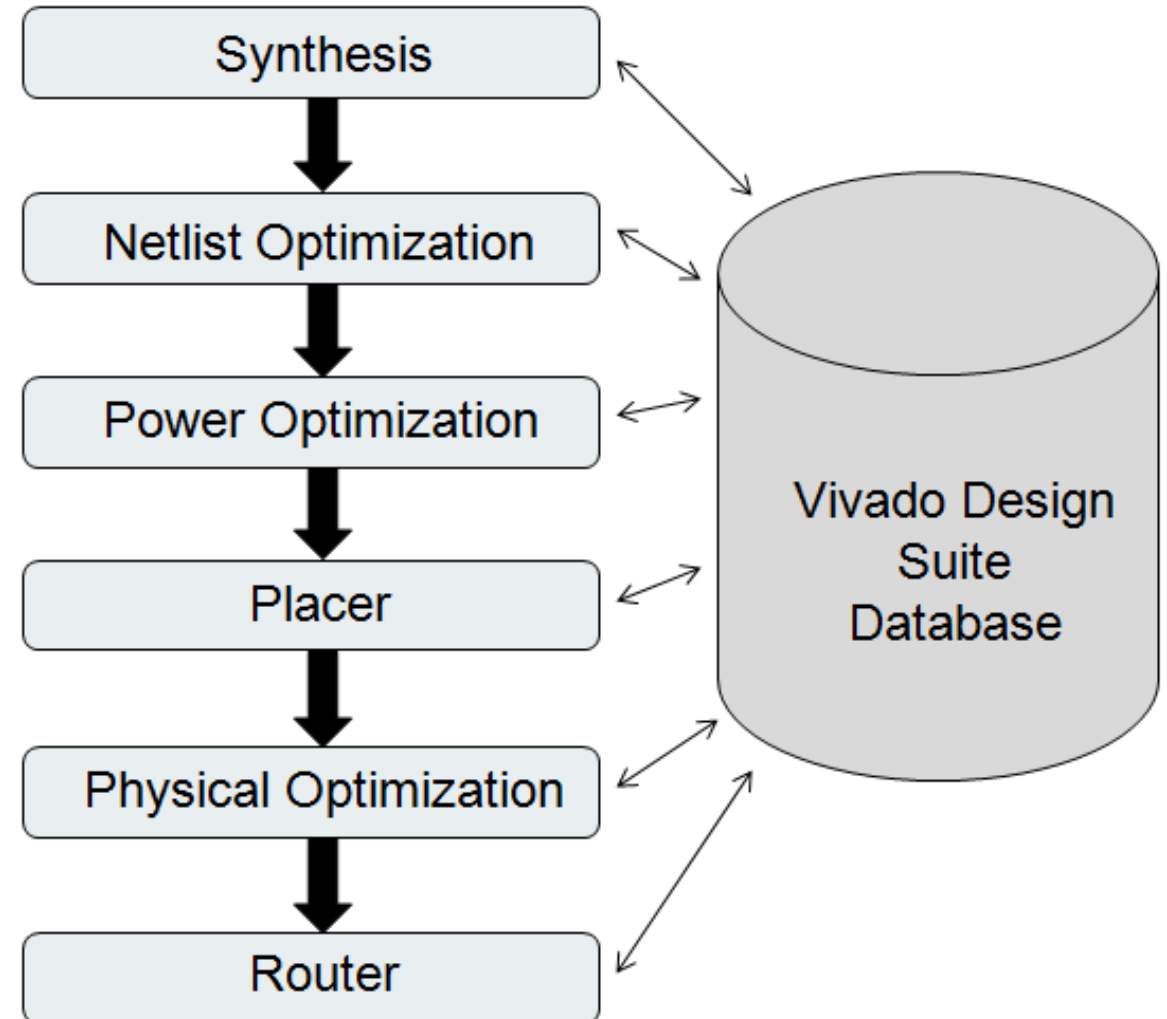 Synthesis
Netlist Optimization
Power Optimization
Placer
Physical Optimization
Router
Vivado Design
Suite
Database